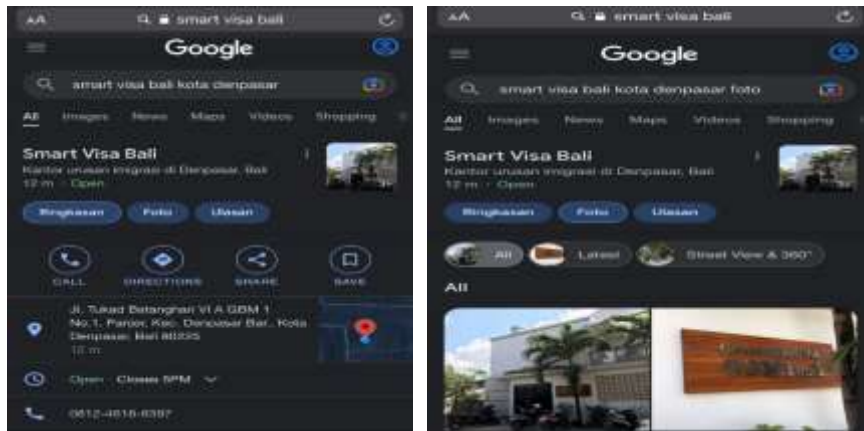 AA smart visa bali
Google
smart visa bali kota denpasar
All Images News Maps Videos Shopping
Smart Visa Bali
Kantor urusan imigrasi di Denpasar, Bali
12 m · Open
Ringkasan Foto Ulasan
CALL DIRECTIONS SHARE SAVE
Jl. Tukad Batanghari VI A GBM 1
No.1, Panjer, Kec. Denpasar Bar., Kota
Denpasar, Bali 80225
12 m
Open · Closes 5PM
AA smart visa bali
Google
smart visa bali kota denpasar foto
All Images News Maps Videos Shopping
Smart Visa Bali
Kantor urusan imigrasi di Denpasar, Bali
12 m · Open
Ringkasan Foto Ulasan
All Latest Street View & 360°
All